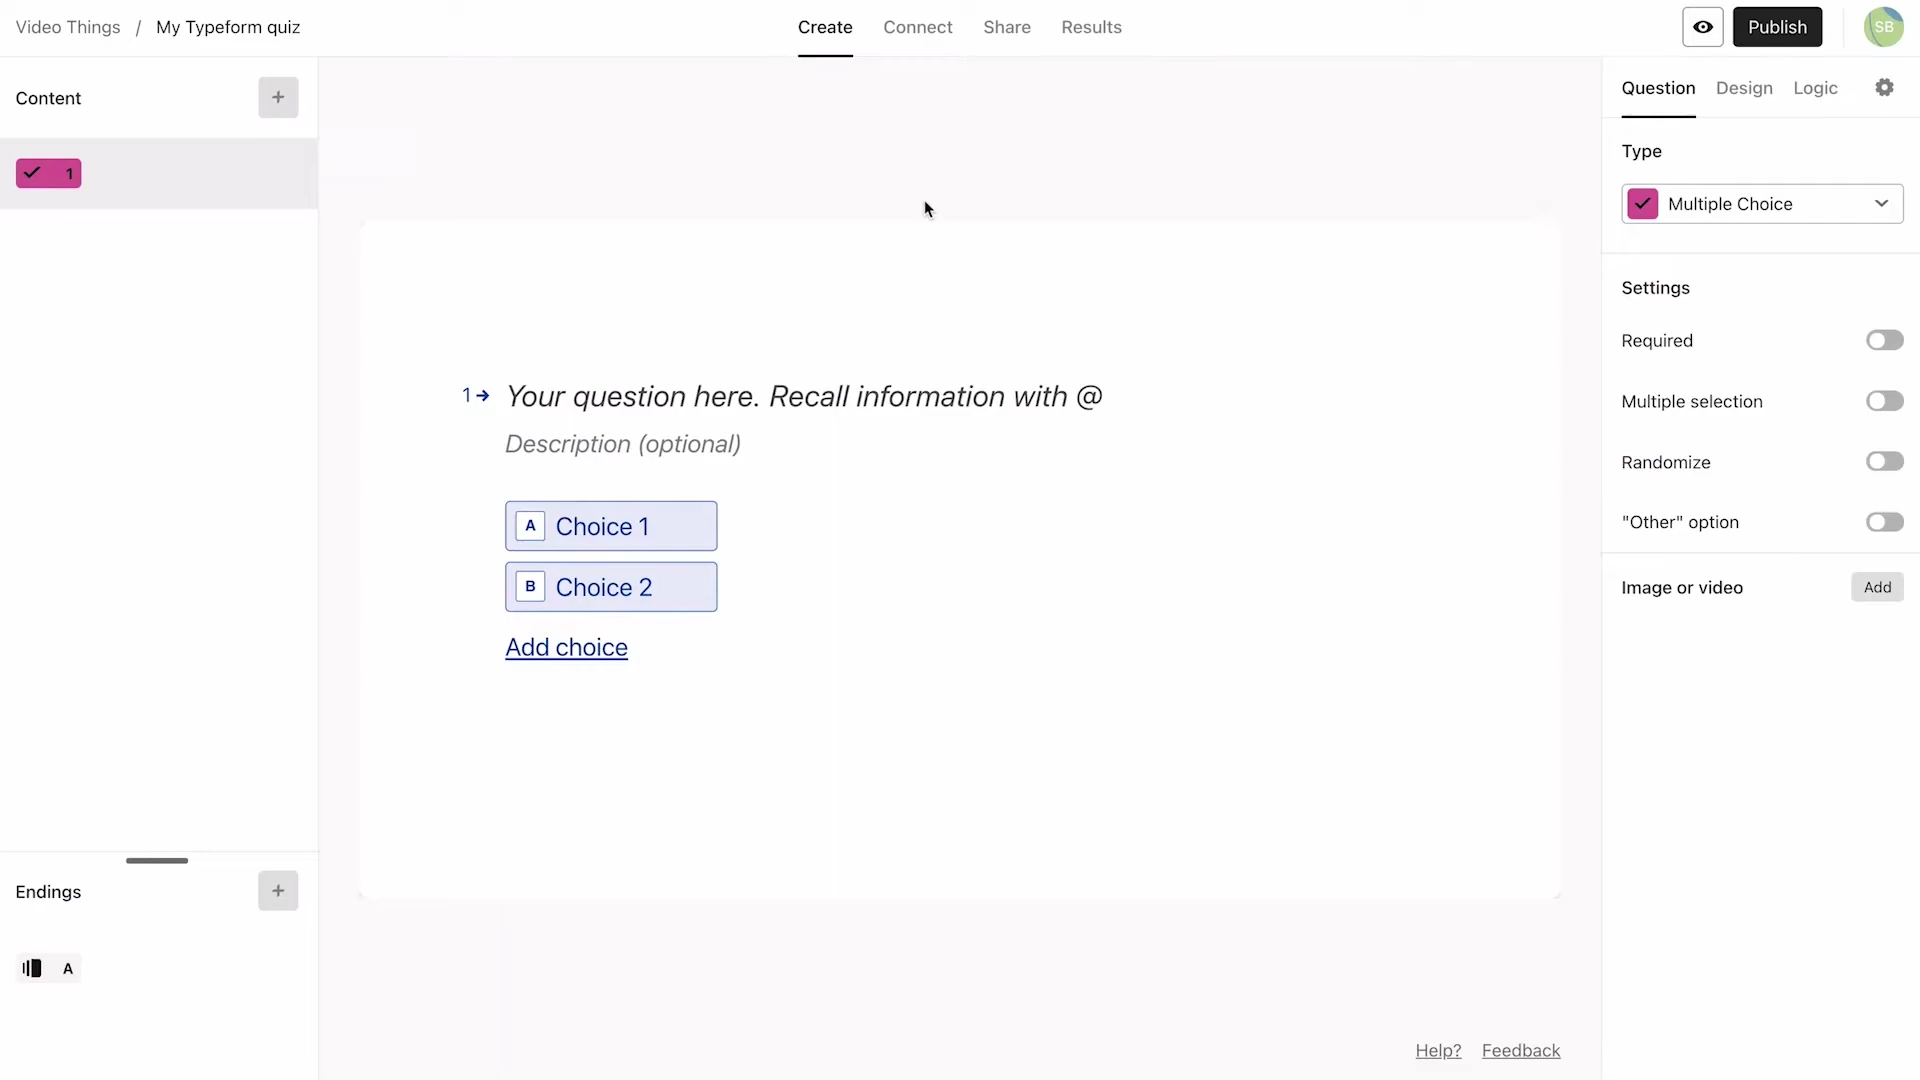 Video Things / My Typeform quiz
Create Connect Share Results
Publish
SB
Content
1
1 Your question here. Recall information with @
Description (optional)
A Choice 1
B Choice 2
Add choice
Endings
A
Question Design Logic
Type
Multiple Choice
Settings
Required
Multiple selection
Randomize
"Other" option
Image or video Add
Help? Feedback